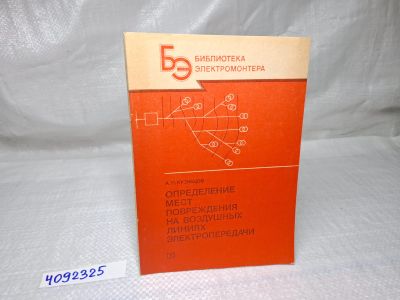 БЭ
БИБЛИОТЕКА
ЭЛЕКТРОМОНТЕРА
А.П. КУЗНЕЦОВ
ОПРЕДЕЛЕНИЕ
МЕСТ
ПОВРЕЖДЕНИЯ
НА ВОЗДУШНЫХ
ЛИНИЯХ
ЭЛЕКТРОПЕРЕДАЧИ
4092325